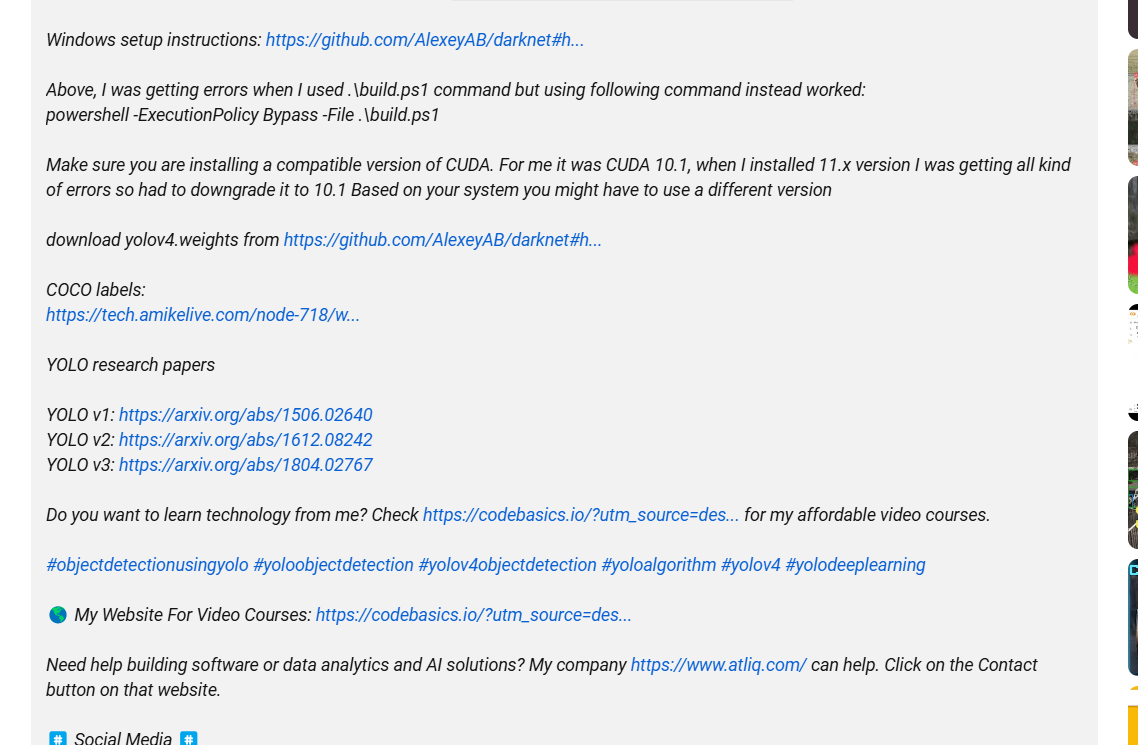 Windows setup instructions: https://github.com/AlexeyAB/darknet#h...
Above, I was getting errors when I used .\build.ps1 command but using following command instead worked:
powershell -ExecutionPolicy Bypass -File .\build.ps1
Make sure you are installing a compatible version of CUDA. For me it was CUDA 10.1, when I installed 11.x version I was getting all kind
of errors so had to downgrade it to 10.1 Based on your system you might have to use a different version
download yolov4.weights from https://github.com/AlexeyAB/darknet#h...
COCO labels:
https://tech.amikelive.com/node-718/w...
YOLO research papers
YOLO v1: https://arxiv.org/abs/1506.02640
YOLO v2: https://arxiv.org/abs/1612.08242
YOLO v3: https://arxiv.org/abs/1804.02767
Do you want to learn technology from me? Check https://codebasics.io/?utm_source=des... for my affordable video courses.
#objectdetectionusingyolo #yoloobjectdetection #yolov4objectdetection #yoloalgorithm #yolov4 #yolodeeplearning
🌎 My Website For Video Courses: https://codebasics.io/?utm_source=des...
Need help building software or data analytics and AI solutions? My company https://www.atliq.com/ can help. Click on the Contact
button on that website.
#️⃣ Social Media #️⃣